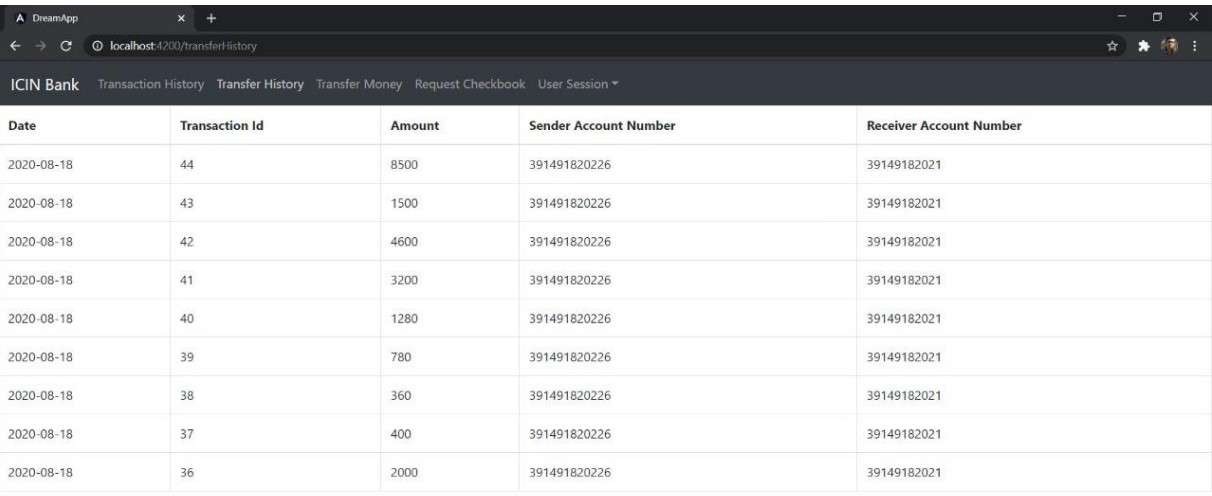 DreamApp
localhost:4200/transferHistory
ICIN Bank Transaction History Transfer History Transfer Money Request Checkbook User Session
Date Transaction Id Amount Sender Account Number Receiver Account Number
2020-08-18 44 8500 391491820226 39149182021
2020-08-18 43 1500 391491820226 39149182021
2020-08-18 42 4600 391491820226 39149182021
2020-08-18 41 3200 391491820226 39149182021
2020-08-18 40 1280 391491820226 39149182021
2020-08-18 39 780 391491820226 39149182021
2020-08-18 38 360 391491820226 39149182021
2020-08-18 37 400 391491820226 39149182021
2020-08-18 36 2000 391491820226 39149182021